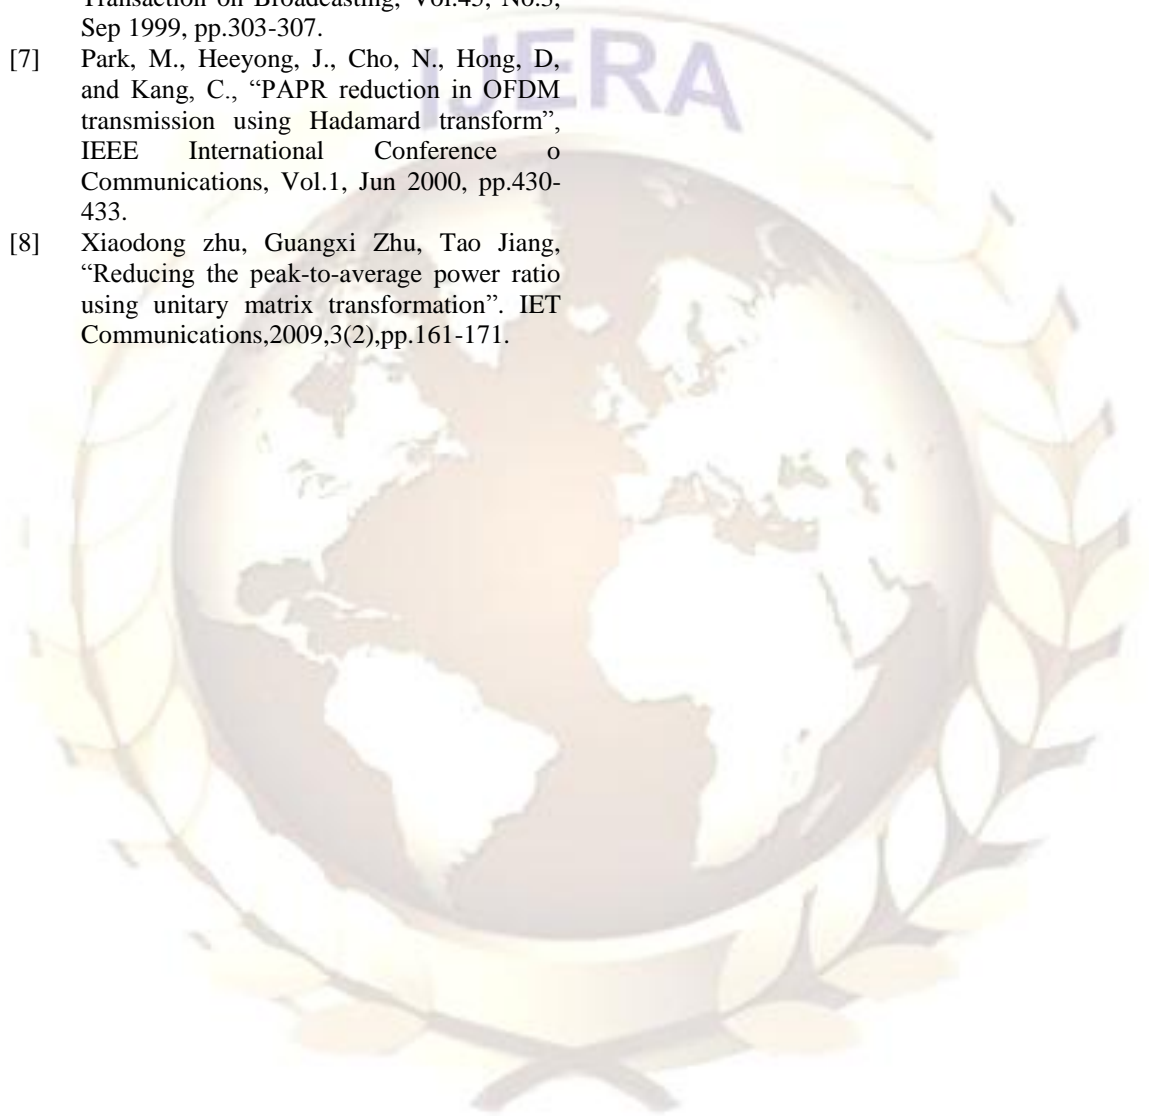 Transaction on Broadcasting, Vol.45, No.3,
Sep 1999, pp.303-307.
[7] Park, M., Heeyong, J., Cho, N., Hong, D,
and Kang, C., “PAPR reduction in OFDM
transmission using Hadamard transform”,
IEEE International Conference o
Communications, Vol.1, Jun 2000, pp.430-
433.
[8] Xiaodong zhu, Guangxi Zhu, Tao Jiang,
“Reducing the peak-to-average power ratio
using unitary matrix transformation”. IET
Communications,2009,3(2),pp.161-171.
IJERA